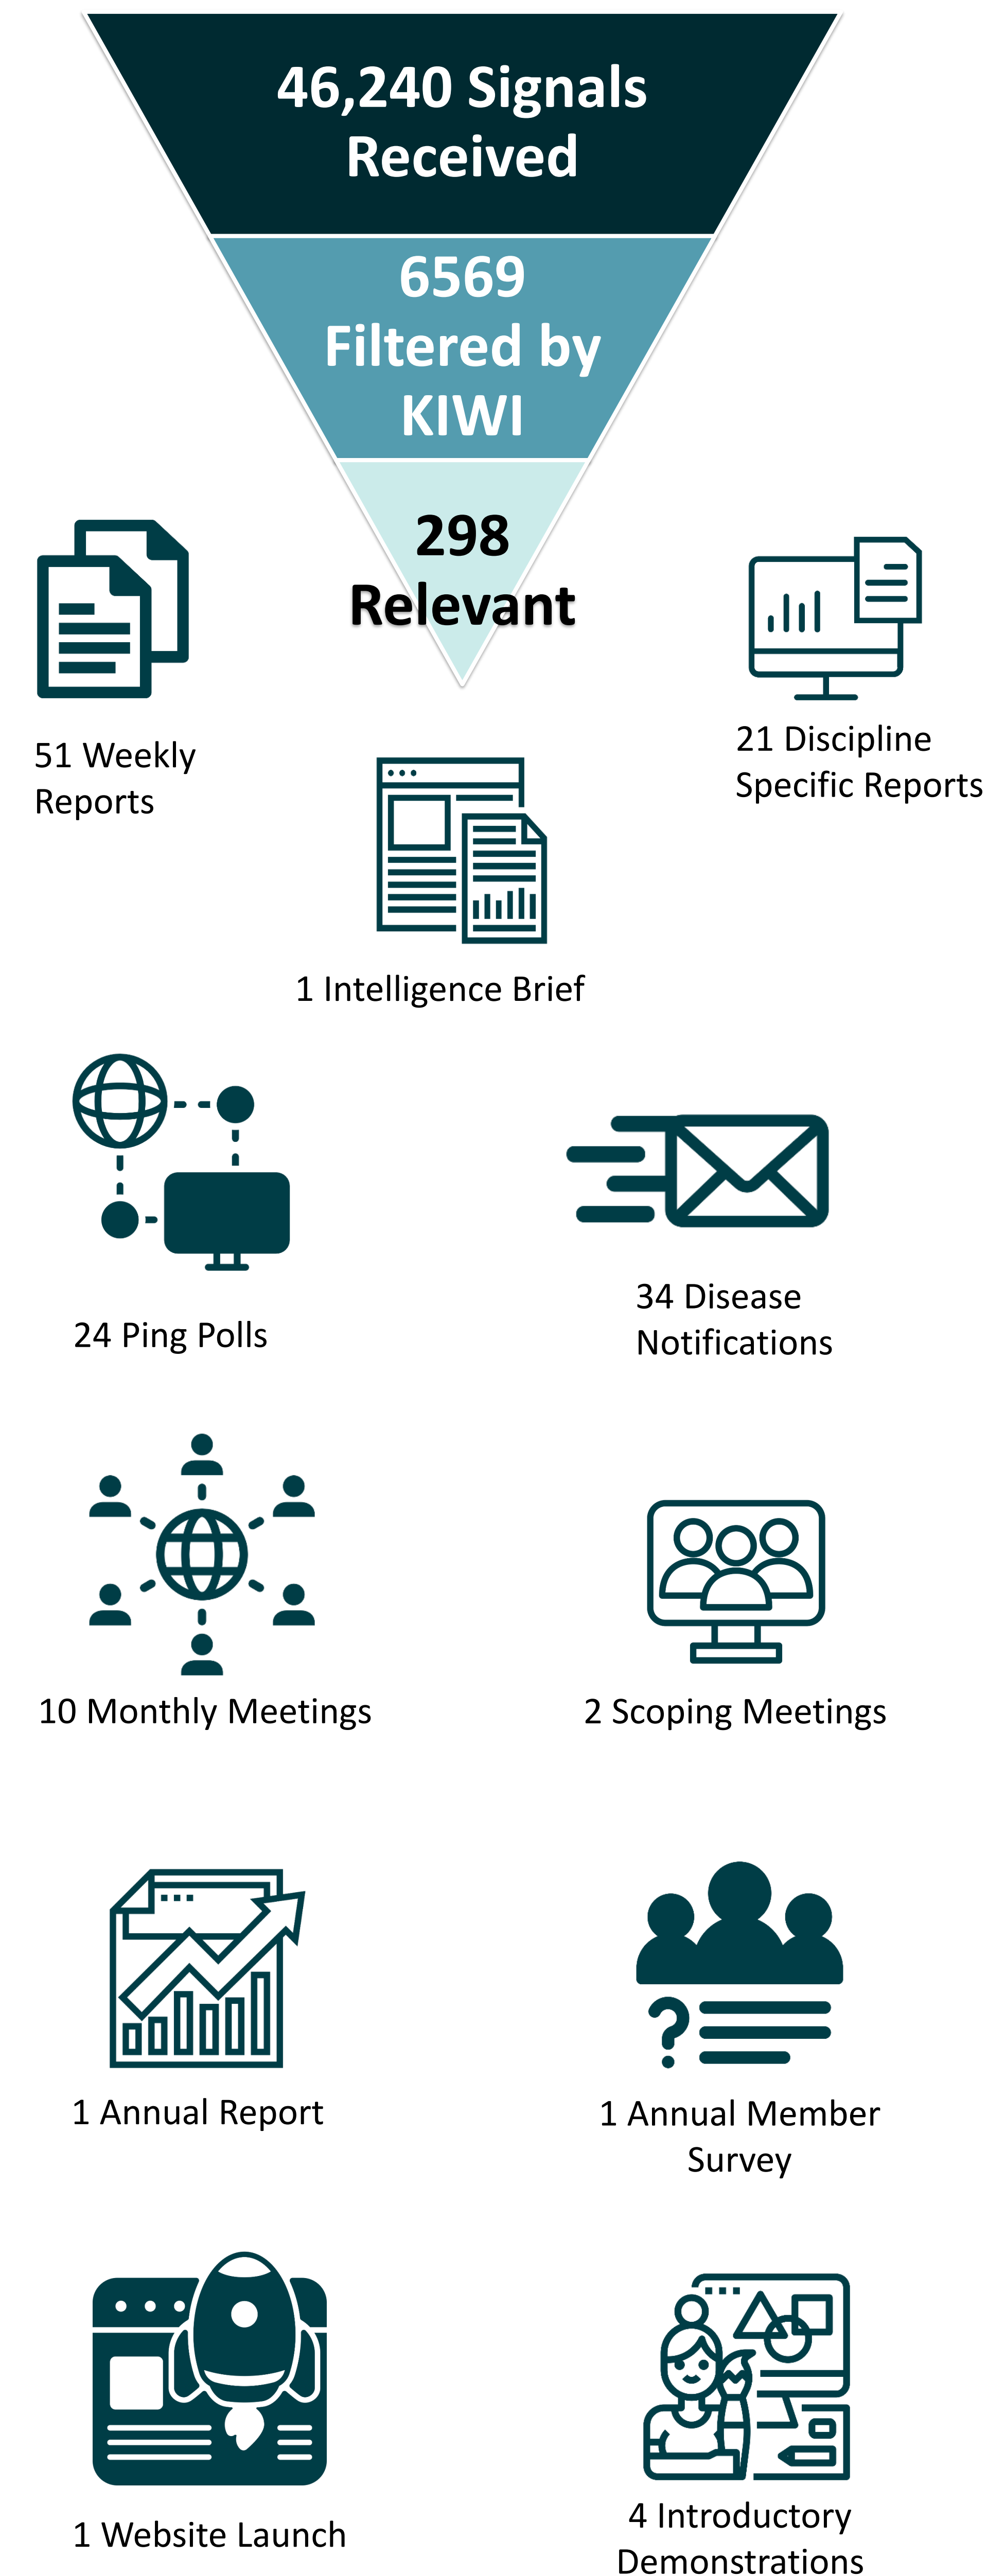 46,240 Signals
Received
6569
Filtered by
KIWI
298
Relevant
51 Weekly
Reports
21 Discipline
Specific Reports
1 Intelligence Brief
24 Ping Polls
34 Disease
Notifications
10 Monthly Meetings
2 Scoping Meetings
1 Annual Report
1 Annual Member
Survey
1 Website Launch
4 Introductory
Demonstrations